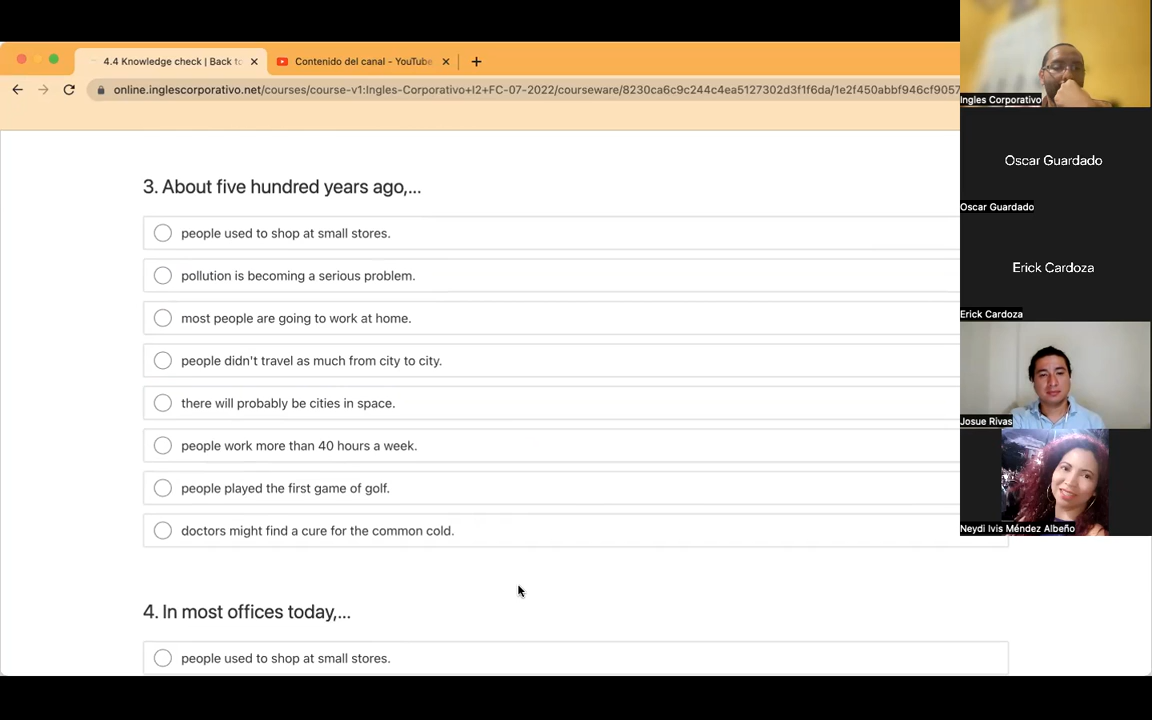 4.4 Knowledge check | Back to
Contenido del canal - YouTube
online.inglescorporativo.net/courses/course-v1:Ingles-Corporativo+I2+FC-07-2022/courseware/8230ca6c9c244c4ea5127302d3f1f6da/1e2f450abbf946cf9057
3. About five hundred years ago,...
people used to shop at small stores.
pollution is becoming a serious problem.
most people are going to work at home.
people didn't travel as much from city to city.
there will probably be cities in space.
people work more than 40 hours a week.
people played the first game of golf.
doctors might find a cure for the common cold.
4. In most offices today,...
people used to shop at small stores.
Ingles Corporativo
Oscar Guardado
Oscar Guardado
Erick Cardoza
Erick Cardoza
Josue Rivas
Neydi Ivis Méndez Albeño